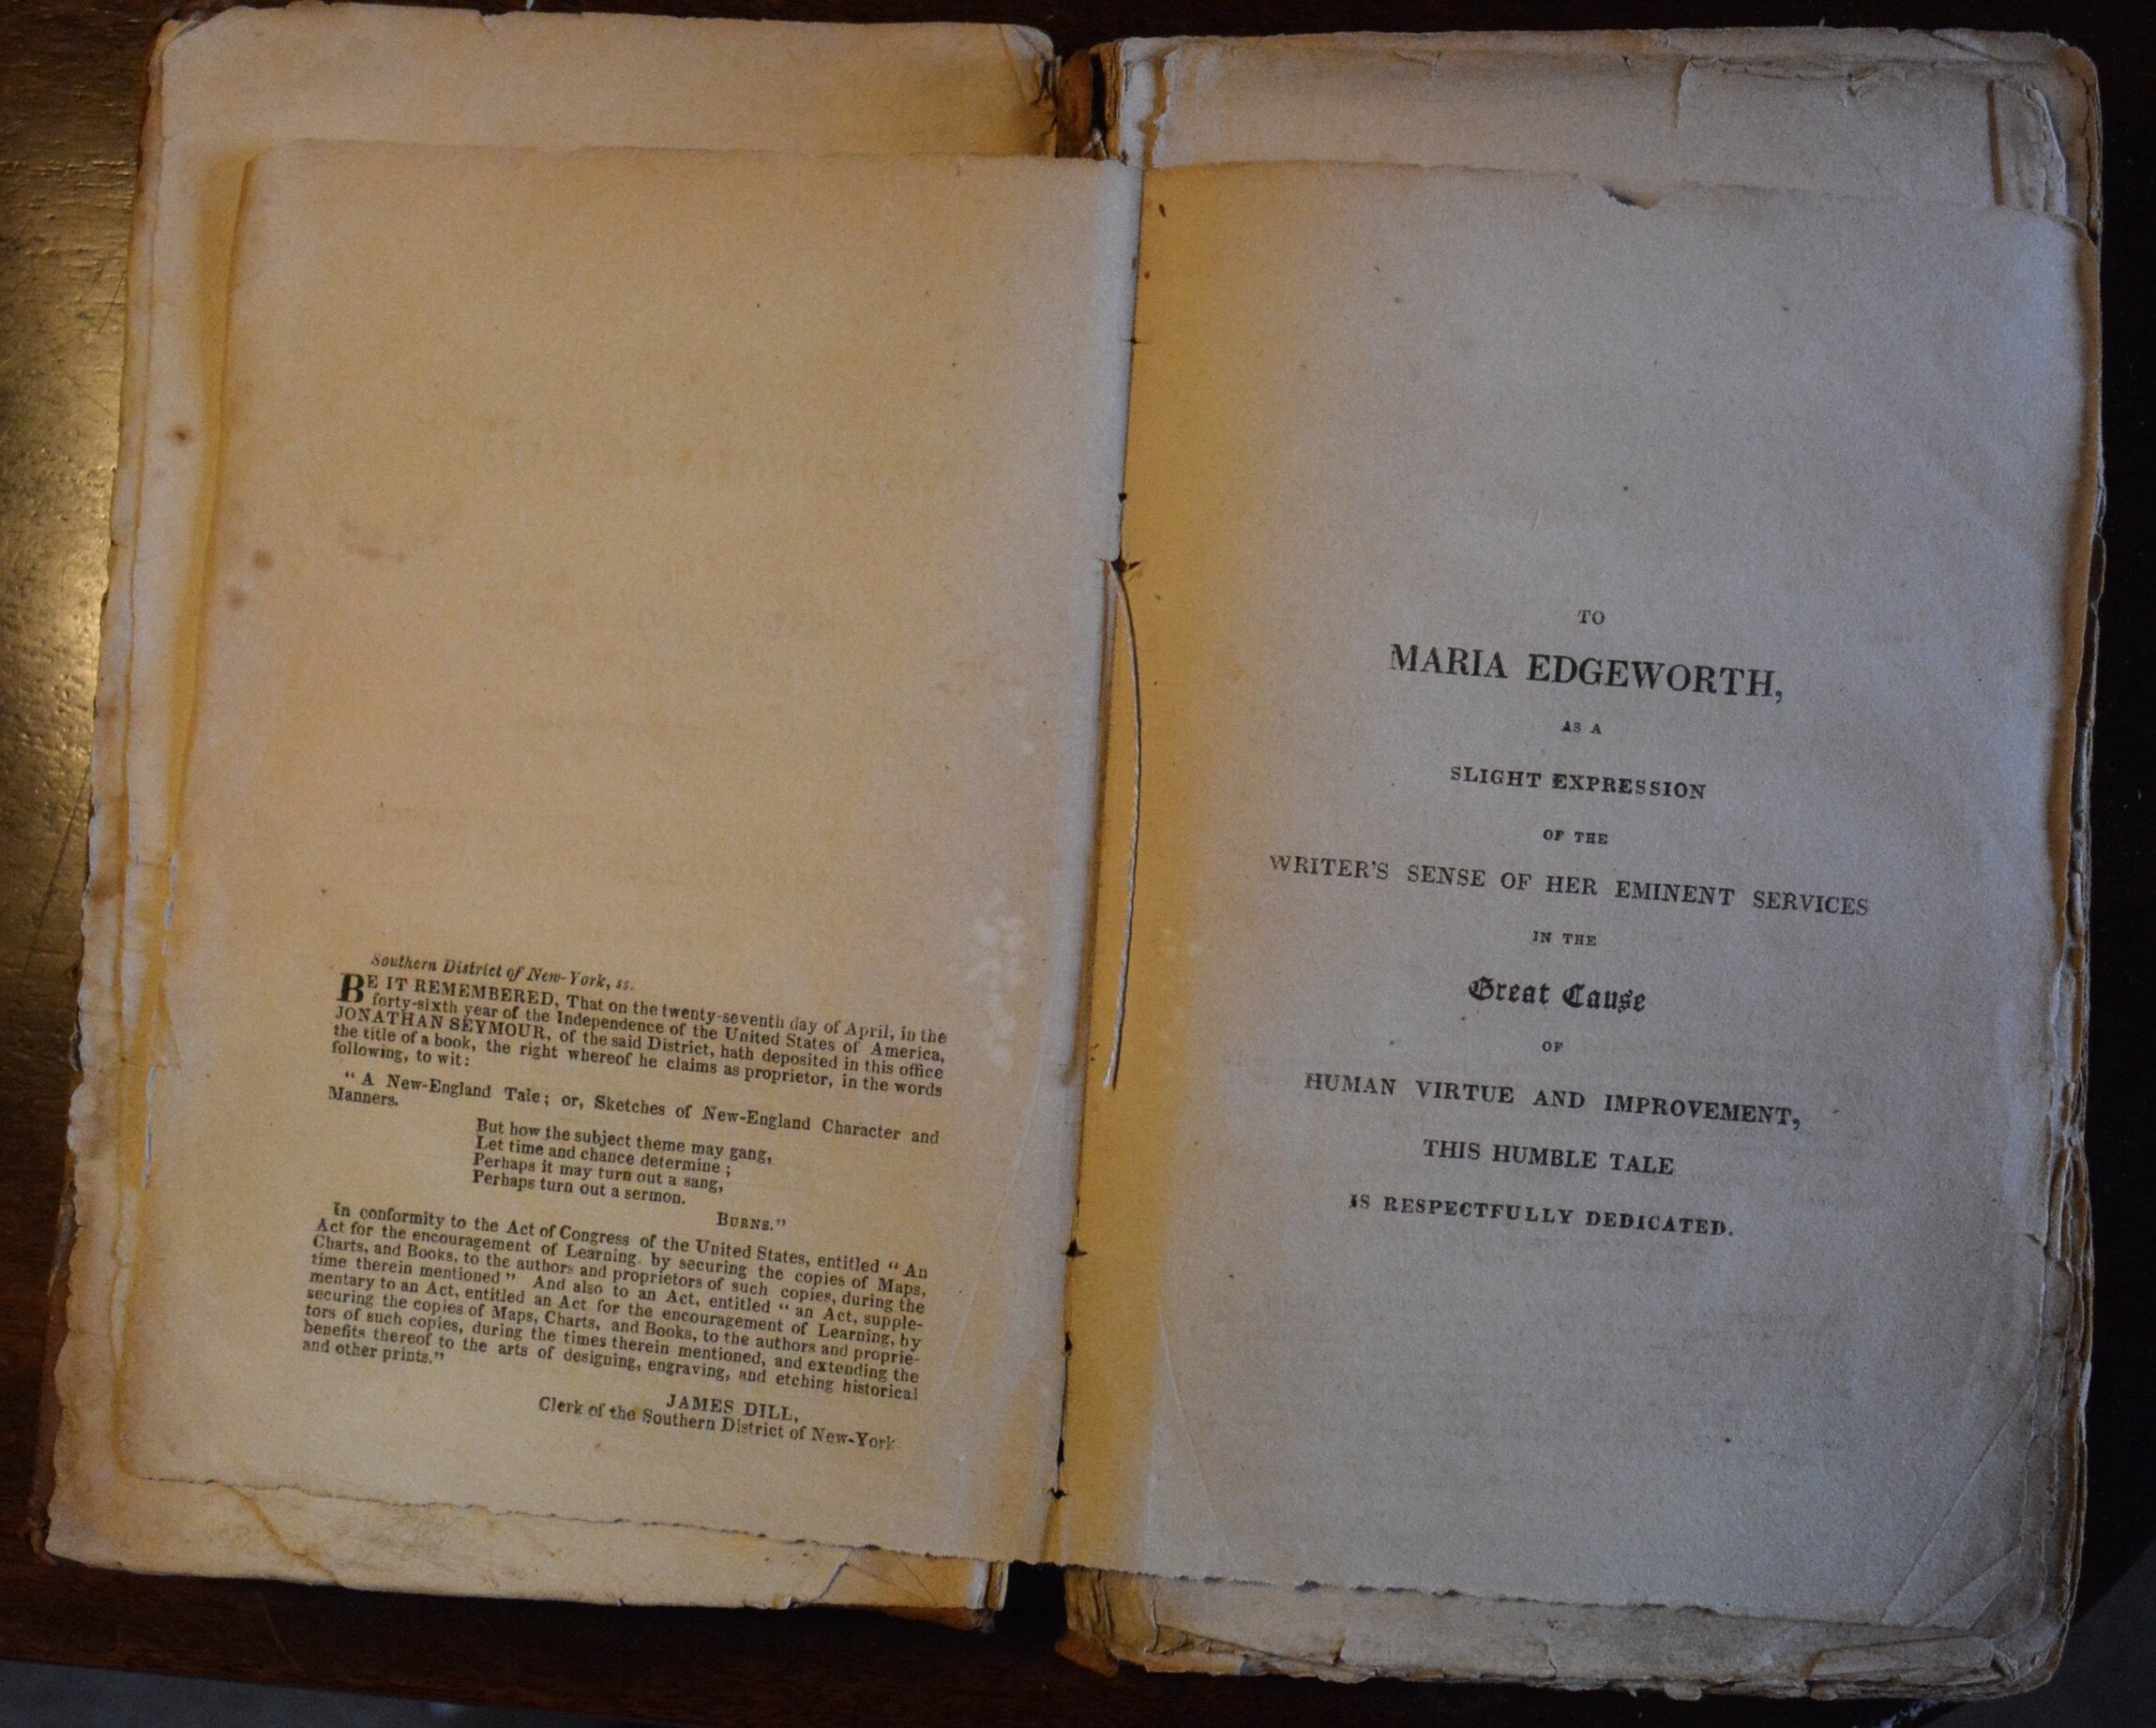 Southern District of New-York, ss.
BE IT REMEMBERED, That on the twenty-seventh day of April, in the
forty-sixth year of the Independence of the United States of America,
JONATHAN SEYMOUR, of the said District, hath deposited in this office
the title of a book, the right whereof he claims as proprietor, in the words
following, to wit:
" A New-England Tale; or, Sketches of New-England Character and
Manners.
But how the subject theme may gang,
Let time and chance determine ;
Perhaps it may turn out a sang,
Perhaps turn out a sermon.
BURNS."
In conformity to the Act of Congress of the United States, entitled " An
Act for the encouragement of Learning, by securing the copies of Maps,
Charts, and Books, to the authors and proprietors of such copies, during the
time therein mentioned " And also to an Act, entitled " an Act, supple-
mentary to an Act, entitled an Act for the encouragement of Learning, by
securing the copies of Maps, Charts, and Books, to the authors and proprie-
tors of such copies, during the times therein mentioned, and extending the
benefits thereof to the arts of designing, engraving, and etching historical
and other prints."
JAMES DILL,
Clerk of the Southern District of New-York
TO
MARIA EDGEWORTH,
AS A
SLIGHT EXPRESSION
OF THE
WRITER'S SENSE OF HER EMINENT SERVICES
IN THE
Great Cause
OF
HUMAN VIRTUE AND IMPROVEMENT,
THIS HUMBLE TALE
IS RESPECTFULLY DEDICATED.